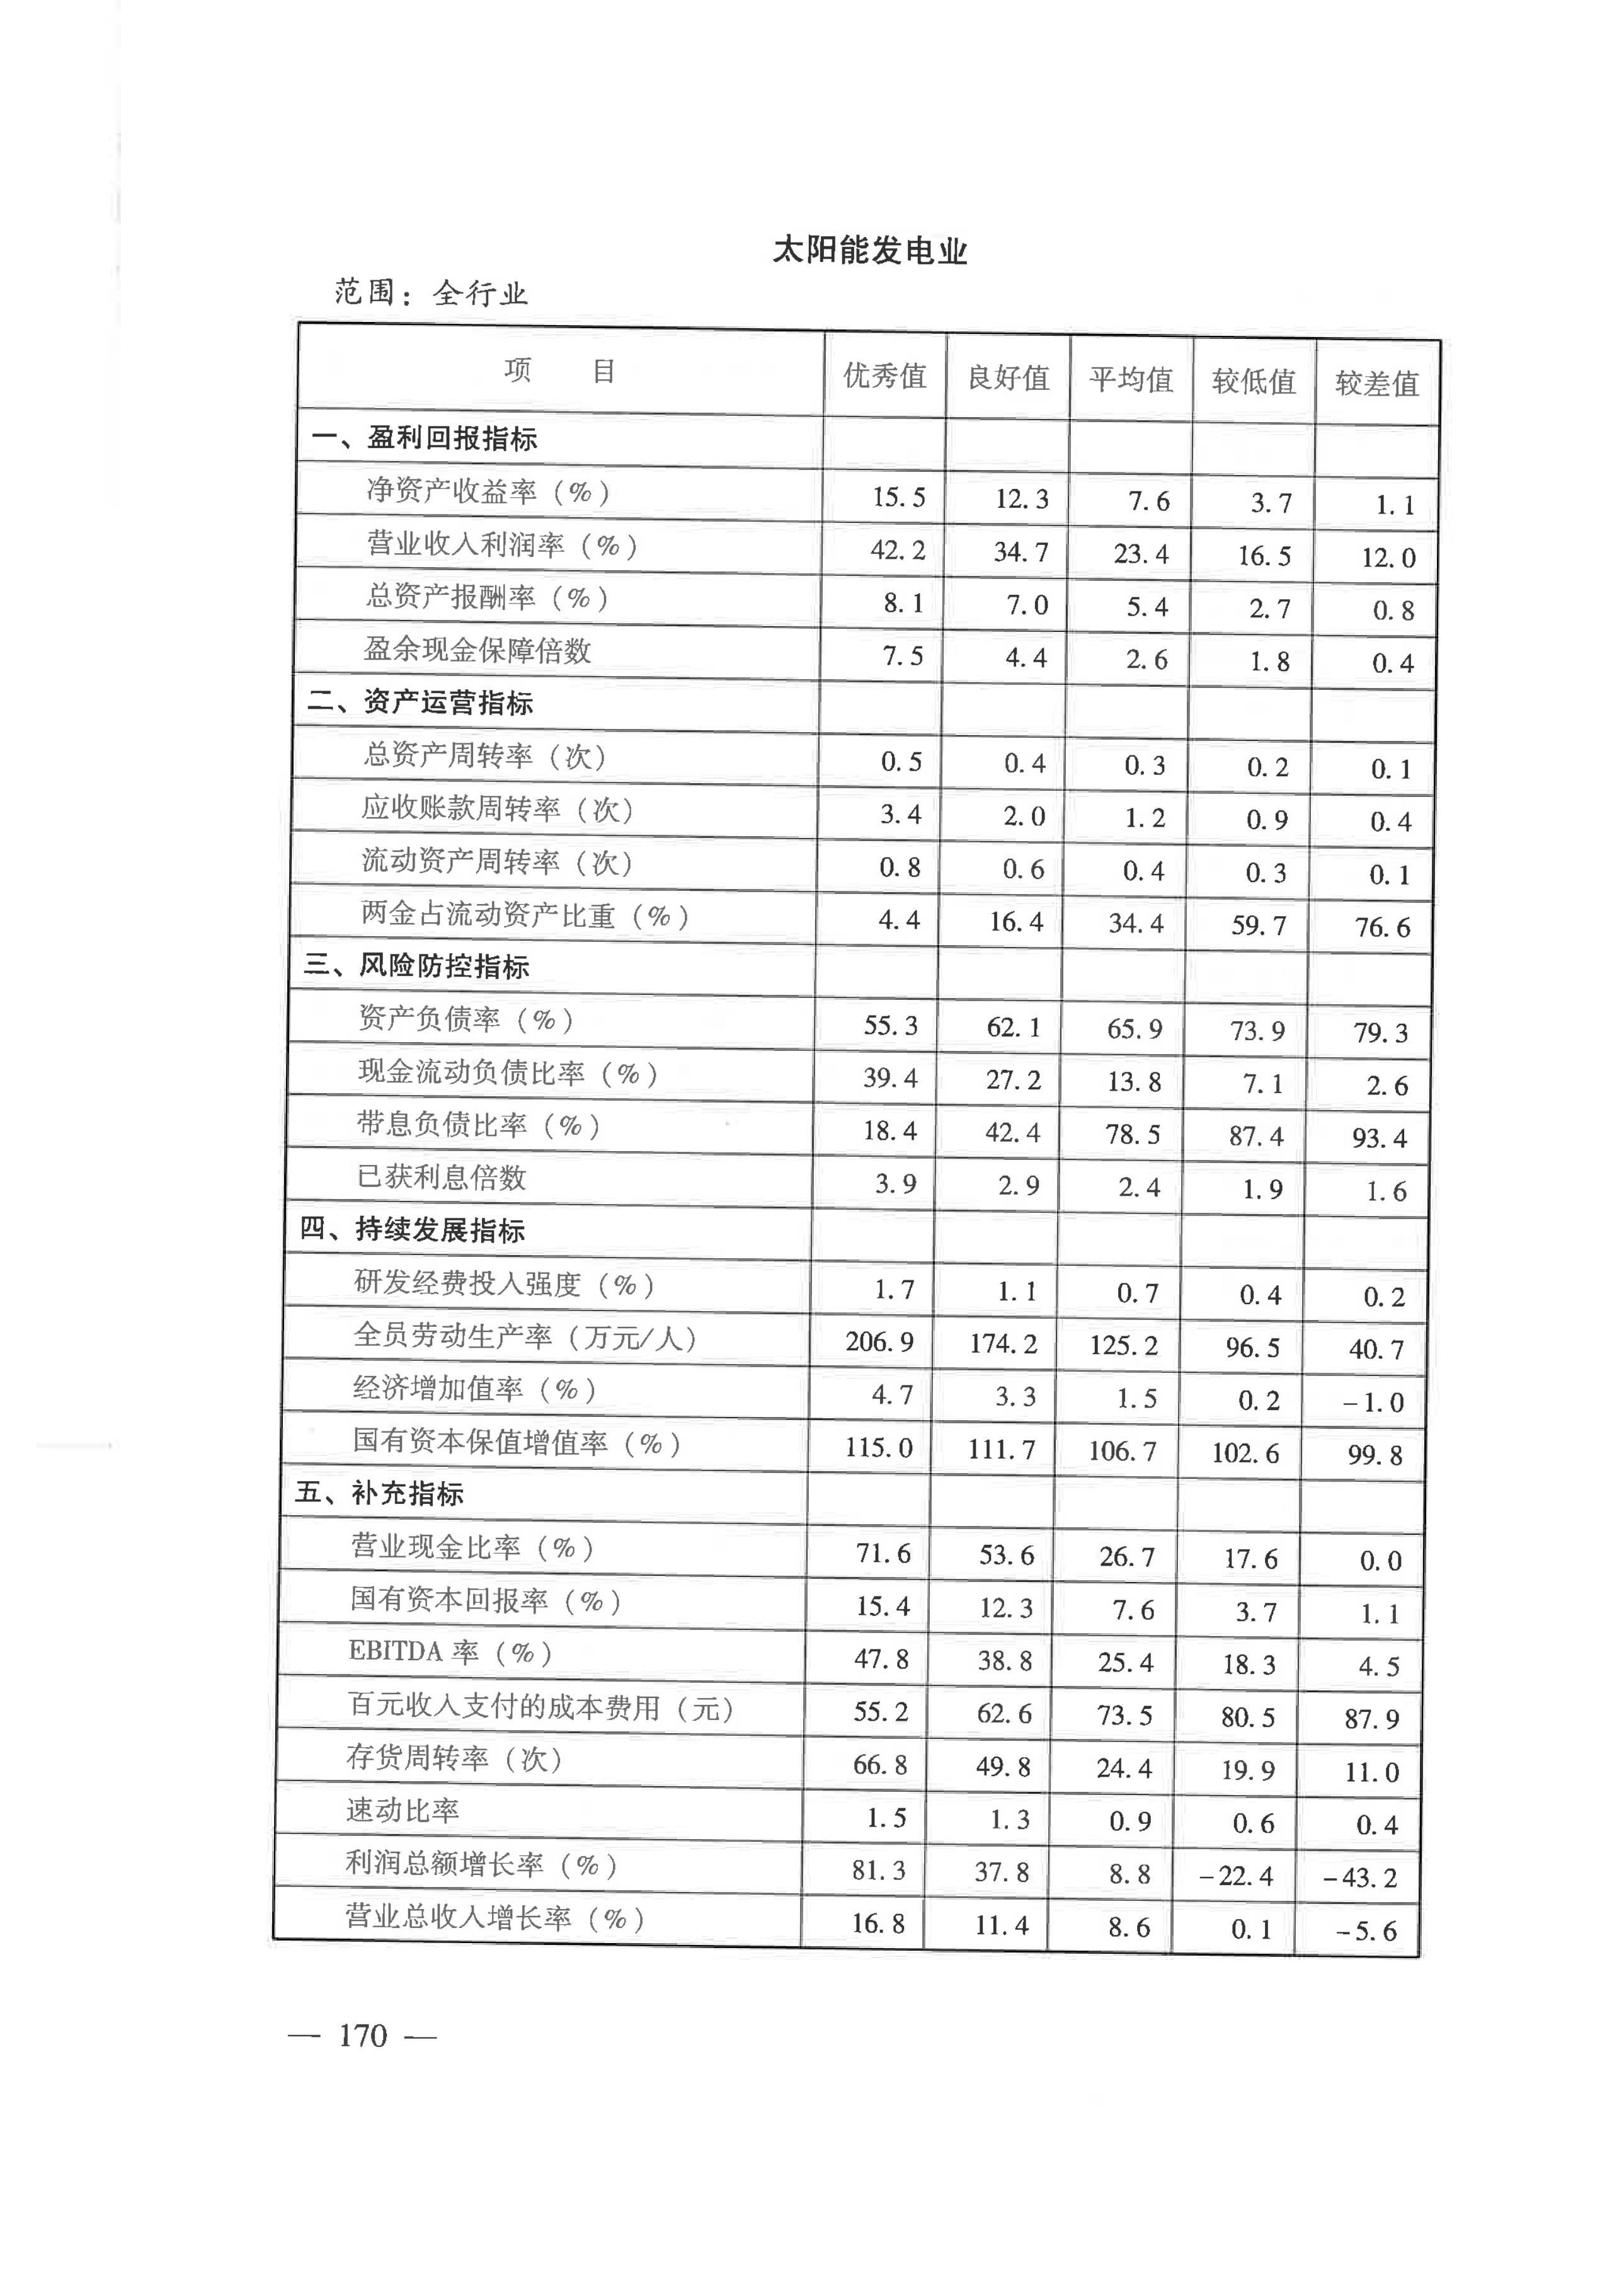 太阳能发电业
范围：全行业
项 目 优秀值 良好值 平均值 较低值 较差值
一、盈利回报指标
净资产收益率（%） 15.5 12.3 7.6 3.7 1.1
营业收入利润率（%） 42.2 34.7 23.4 16.5 12.0
总资产报酬率（%） 8.1 7.0 5.4 2.7 0.8
盈余现金保障倍数 7.5 4.4 2.6 1.8 0.4
二、资产运营指标
总资产周转率（次） 0.5 0.4 0.3 0.2 0.1
应收账款周转率（次） 3.4 2.0 1.2 0.9 0.4
流动资产周转率（次） 0.8 0.6 0.4 0.3 0.1
两金占流动资产比重（%） 4.4 16.4 34.4 59.7 76.6
三、风险防控指标
资产负债率（%） 55.3 62.1 65.9 73.9 79.3
现金流动负债比率（%） 39.4 27.2 13.8 7.1 2.6
带息负债比率（%） 18.4 42.4 78.5 87.4 93.4
已获利息倍数 3.9 2.9 2.4 1.9 1.6
四、持续发展指标
研发经费投入强度（%） 1.7 1.1 0.7 0.4 0.2
全员劳动生产率（万元/人） 206.9 174.2 125.2 96.5 40.7
经济增加值率（%） 4.7 3.3 1.5 0.2 -1.0
国有资本保值增值率（%） 115.0 111.7 106.7 102.6 99.8
五、补充指标
营业现金比率（%） 71.6 53.6 26.7 17.6 0.0
国有资本回报率（%） 15.4 12.3 7.6 3.7 1.1
EBITDA 率（%） 47.8 38.8 25.4 18.3 4.5
百元收入支付的成本费用（元） 55.2 62.6 73.5 80.5 87.9
存货周转率（次） 66.8 49.8 24.4 19.9 11.0
速动比率 1.5 1.3 0.9 0.6 0.4
利润总额增长率（%） 81.3 37.8 8.8 -22.4 -43.2
营业总收入增长率（%） 16.8 11.4 8.6 0.1 -5.6
— 170 —